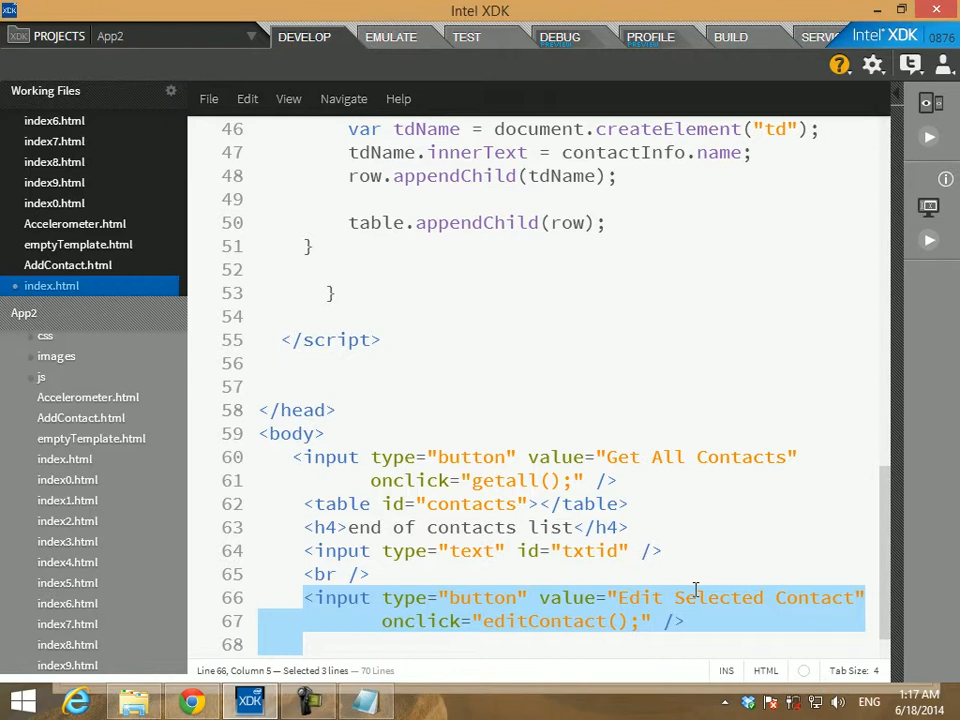 Intel XDK
PROJECTS App2 DEVELOP EMULATE TEST DEBUG PREVIEW PROFILE PREVIEW BUILD SERV Intel XDK 0876
Working Files
File Edit View Navigate Help
index6.html
index7.html
index8.html
index9.html
index0.html
Accelerometer.html
emptyTemplate.html
AddContact.html
index.html
App2
css
images
js
Accelerometer.html
AddContact.html
emptyTemplate.html
index.html
index0.html
index1.html
index2.html
index3.html
index4.html
index5.html
index6.html
index7.html
index8.html
index9.html
46 var tdName = document.createElement("td");
47 tdName.innerText = contactInfo.name;
48 row.appendChild(tdName);
49
50 table.appendChild(row);
51 }
52
53 }
54
55 </script>
56
57
58 </head>
59 <body>
60 <input type="button" value="Get All Contacts"
61 onclick="getall();" />
62 <table id="contacts"></table>
63 <h4>end of contacts list</h4>
64 <input type="text" id="txtid" />
65 <br />
66 <input type="button" value="Edit Selected Contact"
67 onclick="editContact();" />
68
Line 66, Column 5 — Selected 3 lines — 70 Lines INS HTML Tab Size: 4
XDK ENG 1:17 AM
6/18/2014